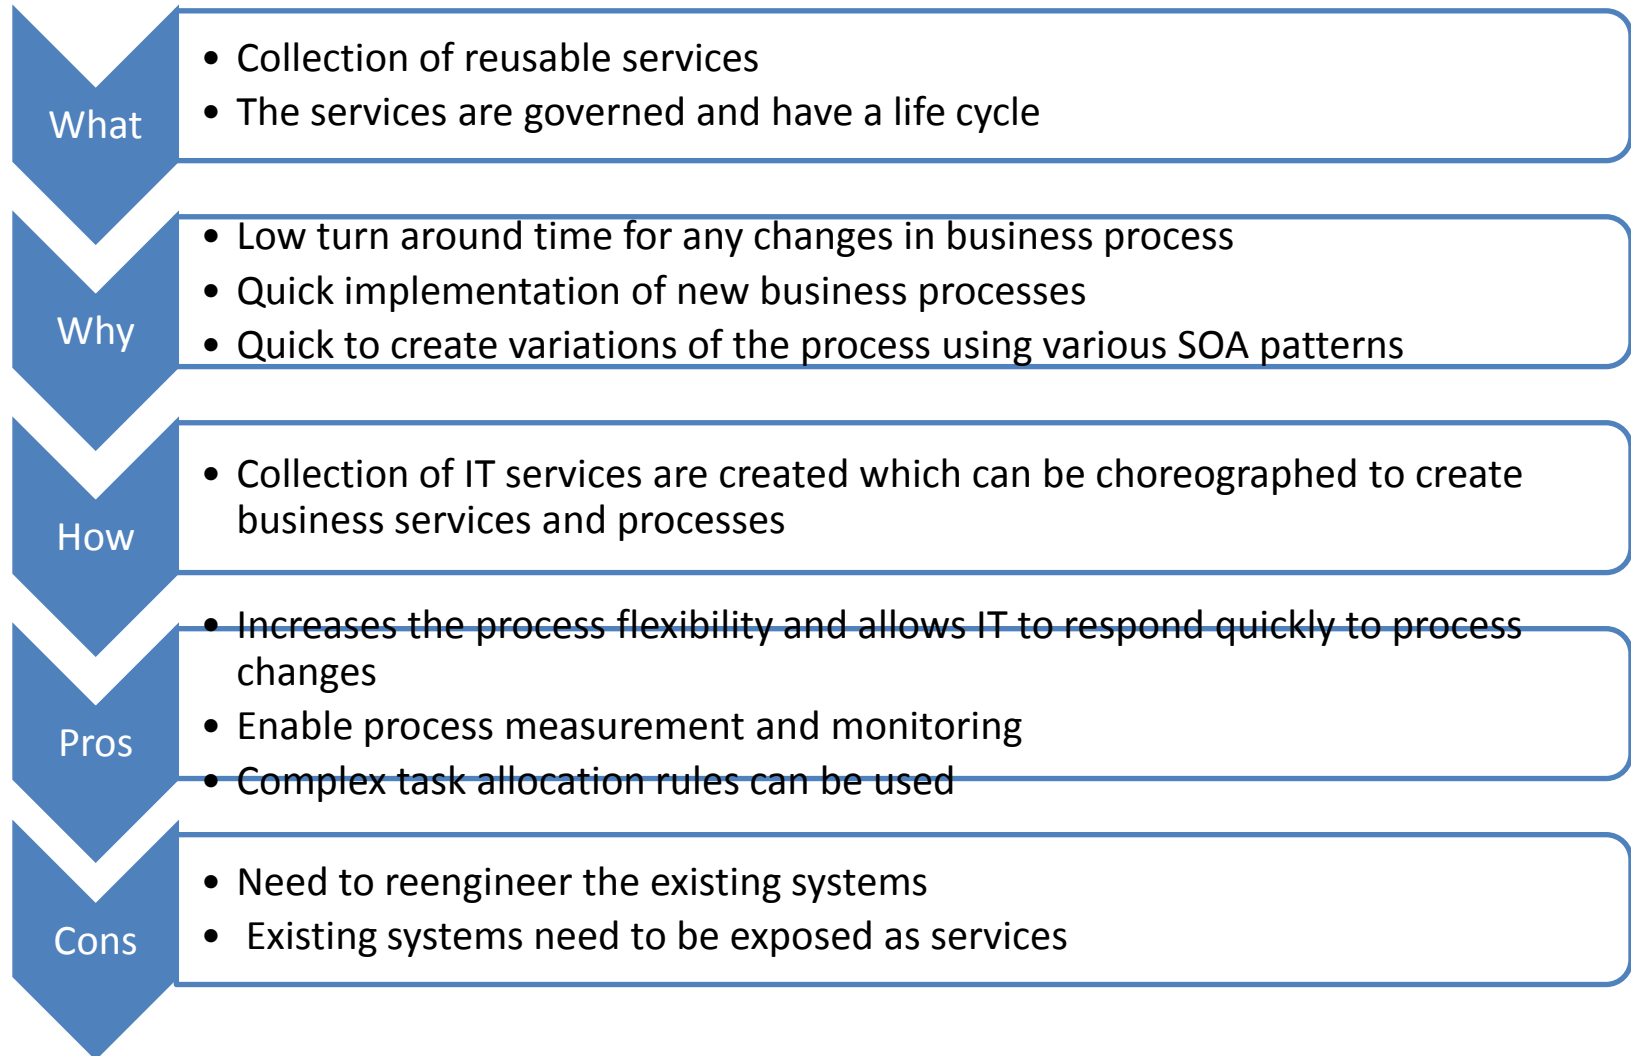 What
• Collection of reusable services
• The services are governed and have a life cycle
Why
• Low turn around time for any changes in business process
• Quick implementation of new business processes
• Quick to create variations of the process using various SOA patterns
How
• Collection of IT services are created which can be choreographed to create
business services and processes
Pros
• Increases the process flexibility and allows IT to respond quickly to process
changes
• Enable process measurement and monitoring
• Complex task allocation rules can be used
Cons
• Need to reengineer the existing systems
• Existing systems need to be exposed as services